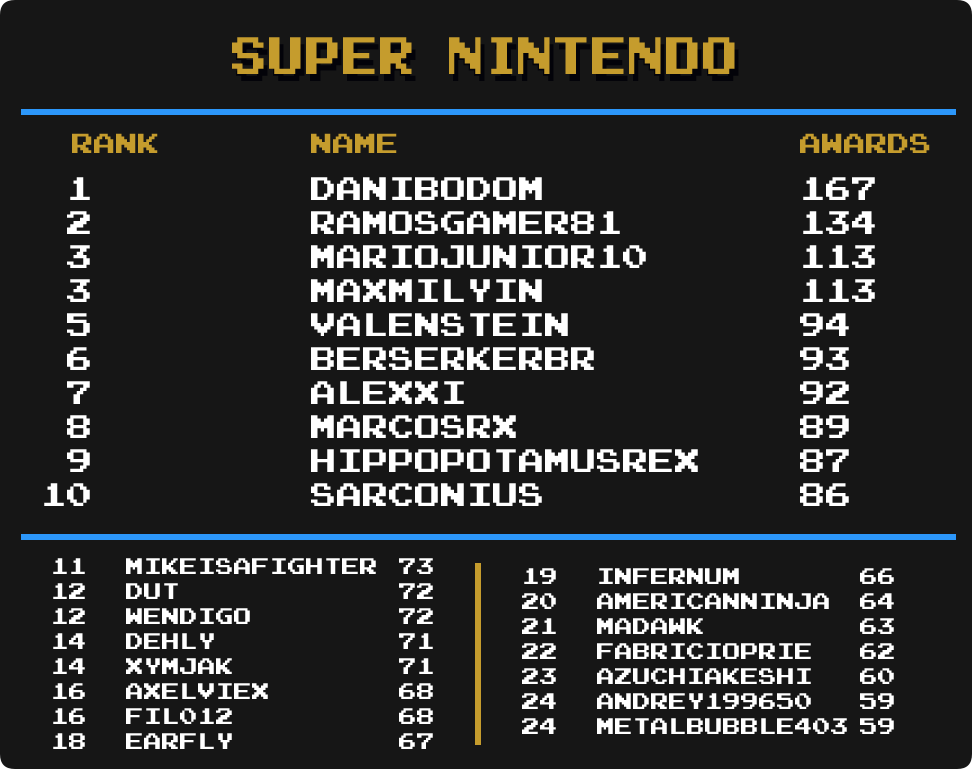 SUPER NINTENDO
RANK NAME AWARDS
1 DANIBODOM 167
2 RAMOSGAMER81 134
3 MARIOJUNIOR10 113
3 MAXMILYIN 113
5 VALENSTEIN 94
6 BERSERKERBR 93
7 ALEXXI 92
8 MARCOSRX 89
9 HIPPOPOTAMUSREX 87
10 SARCONIUS 86
11 MIKEISAFIGHTER 73
12 DUT 72
12 WENDIGO 72
14 DEHLY 71
14 XYMJAK 71
16 AXELVIEX 68
16 FILO12 68
18 EARFLY 67
19 INFERNUM 66
20 AMERICANNINJA 64
21 MADAWK 63
22 FABRICIOPRIE 62
23 AZUCHIAKESHI 60
24 ANDREY199650 59
24 METALBUBBLE403 59